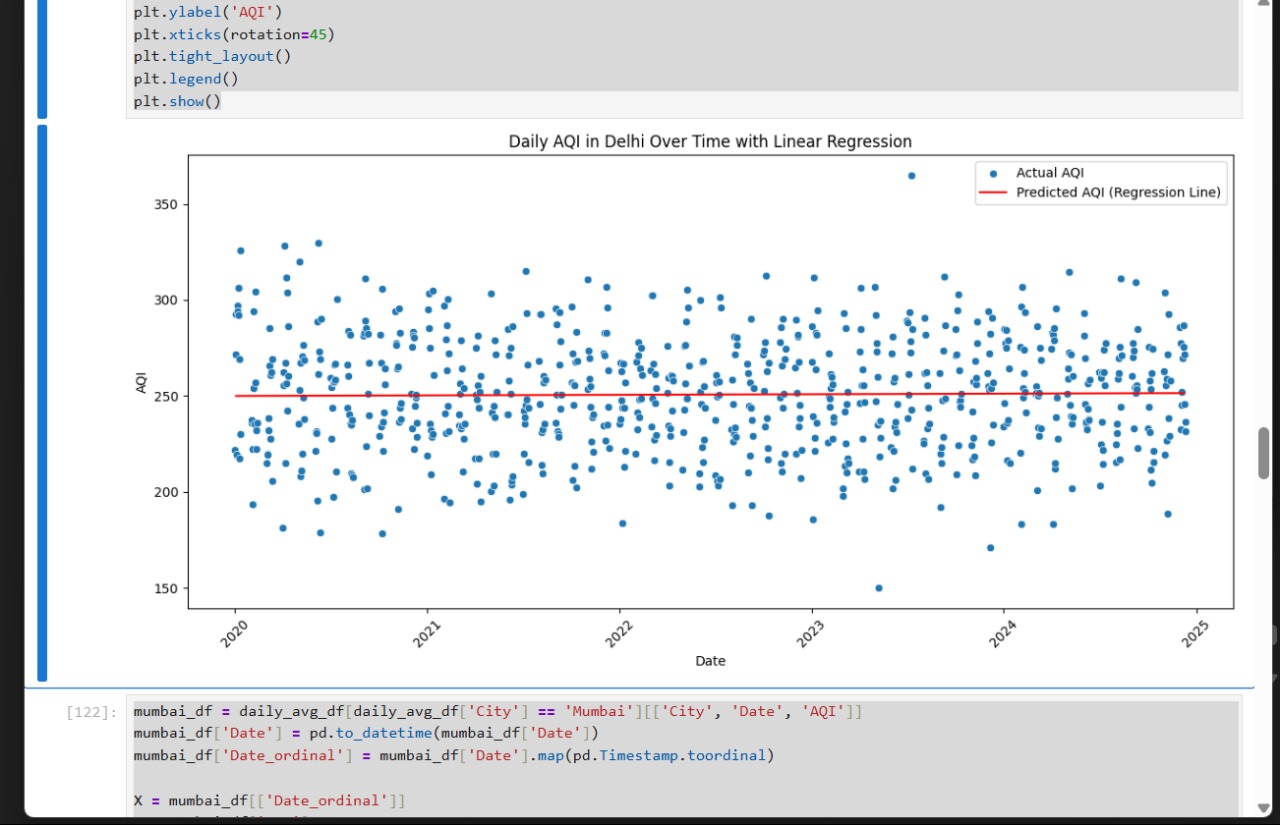 plt.ylabel('AQI')
plt.xticks(rotation=45)
plt.tight_layout()
plt.legend()
plt.show()
Daily AQI in Delhi Over Time with Linear Regression
Actual AQI
Predicted AQI (Regression Line)
350
300
250
200
150
AQI
2020
2021
2022
2023
2024
2025
Date
[122]:
mumbai_df = daily_avg_df[daily_avg_df['City'] == 'Mumbai'][['City', 'Date', 'AQI']]
mumbai_df['Date'] = pd.to_datetime(mumbai_df['Date'])
mumbai_df['Date_ordinal'] = mumbai_df['Date'].map(pd.Timestamp.toordinal)
X = mumbai_df[['Date_ordinal']]